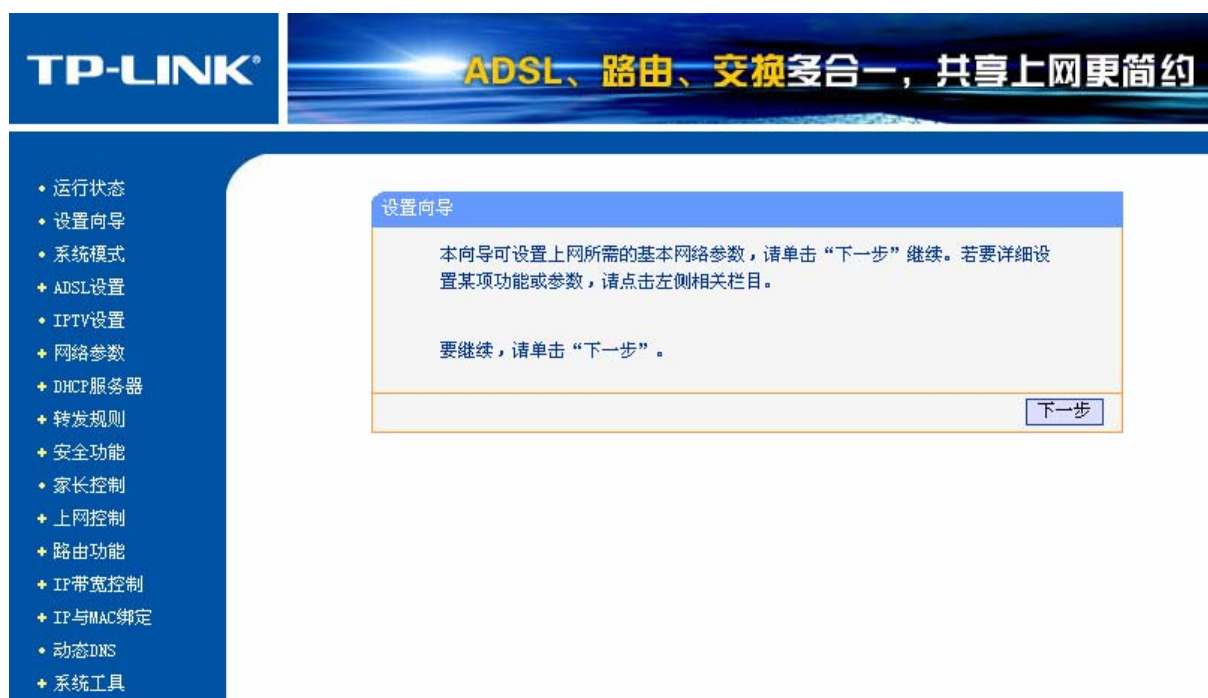 TP-LINK®
ADSL、路由、交换多合一，共享上网更简约
运行状态
设置向导
系统模式
ADSL设置
IPTV设置
网络参数
DHCP服务器
转发规则
安全功能
家长控制
上网控制
路由功能
IP带宽控制
IP与MAC绑定
动态DNS
系统工具
设置向导
本向导可设置上网所需的基本网络参数，请单击“下一步”继续。若要详细设
置某项功能或参数，请点击左侧相关栏目。
要继续，请单击“下一步”。
下一步